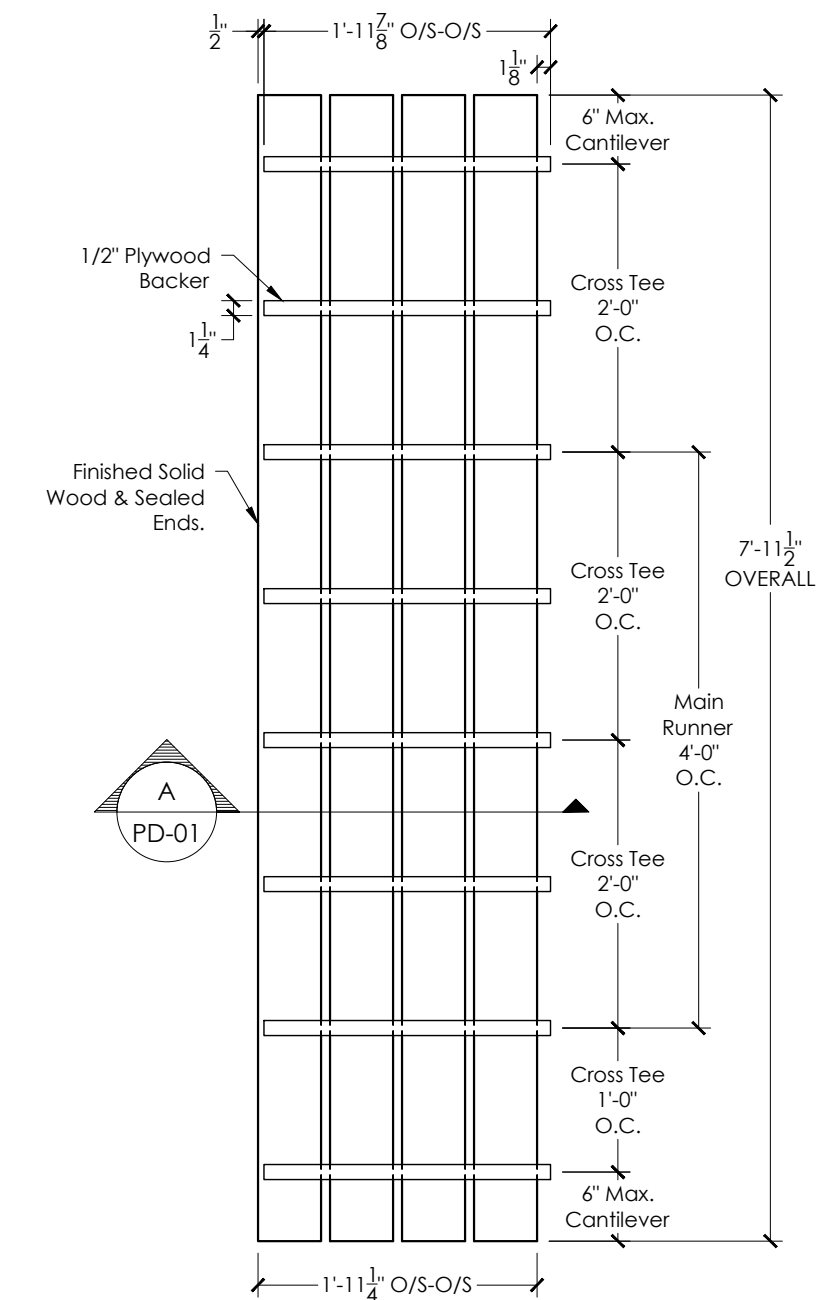 1/2"
1'-11 7/8" O/S-O/S
1 1/8"
6" Max.
Cantilever
1/2" Plywood
Backer
1 1/4"
Cross Tee
2'-0"
O.C.
Finished Solid
Wood & Sealed
Ends.
7'-11 1/2"
OVERALL
Cross Tee
2'-0"
O.C.
Main
Runner
4'-0"
O.C.
A
PD-01
Cross Tee
2'-0"
O.C.
Cross Tee
1'-0"
O.C.
6" Max.
Cantilever
1'-11 1/4" O/S-O/S